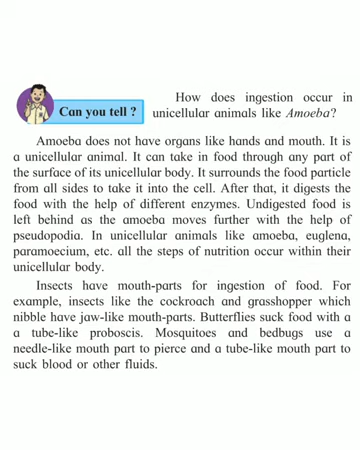 How does ingestion occur in
Can you tell ? unicellular animals like Amoeba?
Amoeba does not have organs like hands and mouth. It is
a unicellular animal. It can take in food through any part of
the surface of its unicellular body. It surrounds the food particle
from all sides to take it into the cell. After that, it digests the
food with the help of different enzymes. Undigested food is
left behind as the amoeba moves further with the help of
pseudopodia. In unicellular animals like amoeba, euglena,
paramoecium, etc. all the steps of nutrition occur within their
unicellular body.
Insects have mouth-parts for ingestion of food. For
example, insects like the cockroach and grasshopper which
nibble have jaw-like mouth-parts. Butterflies suck food with a
a tube-like proboscis. Mosquitoes and bedbugs use a
needle-like mouth part to pierce and a tube-like mouth part to
suck blood or other fluids.